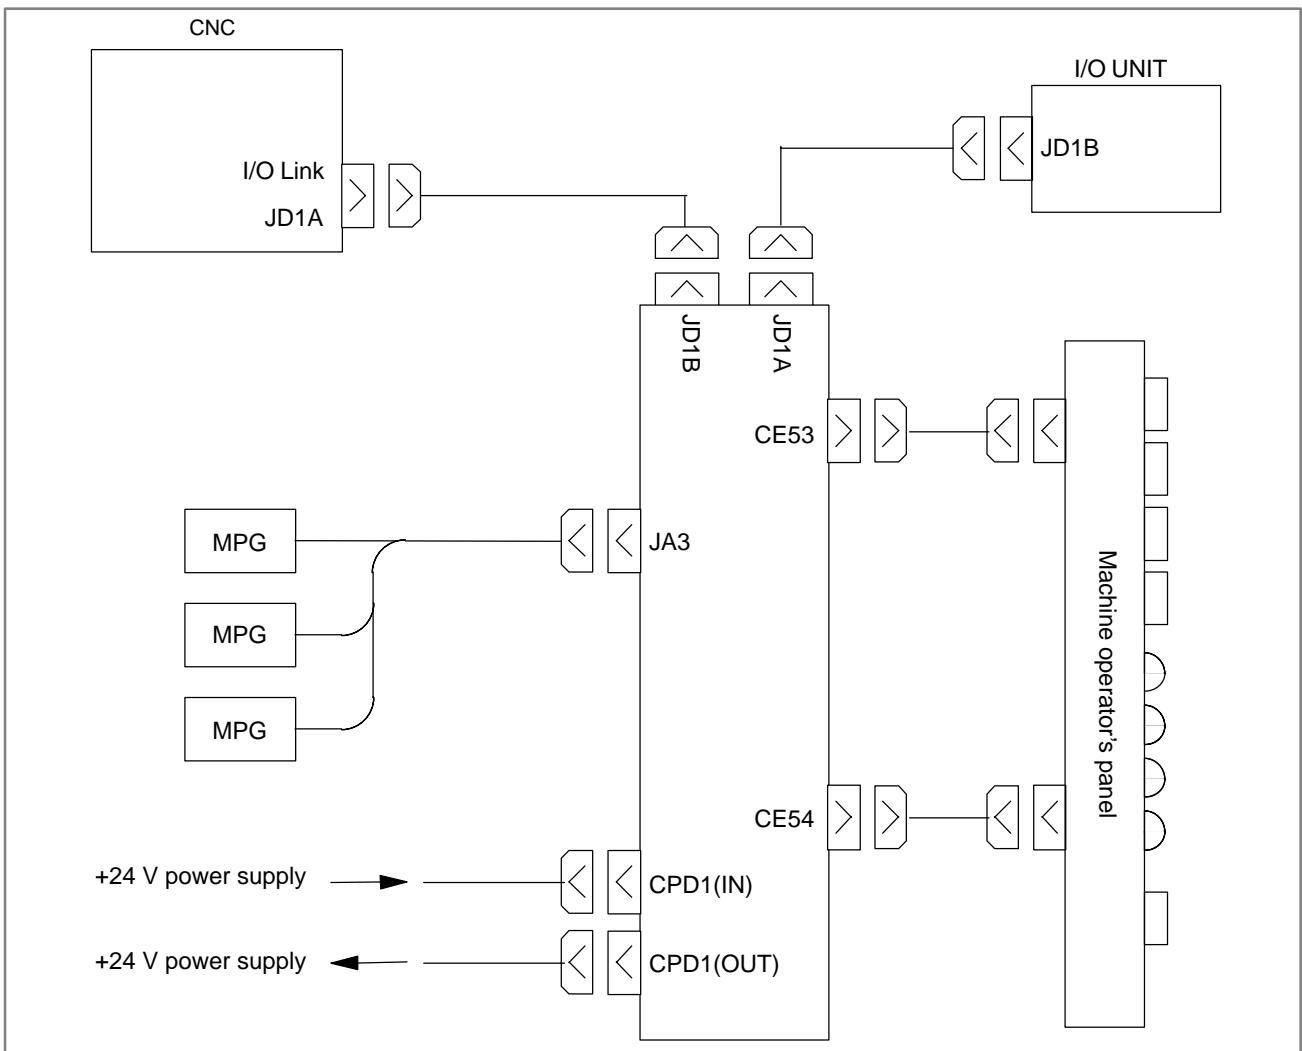 CNC
I/O UNIT
I/O Link
JD1A
JD1B
JD1B
JD1A
CE53
MPG
JA3
MPG
MPG
Machine operator's panel
CE54
+24 V power supply
CPD1(IN)
+24 V power supply
CPD1(OUT)